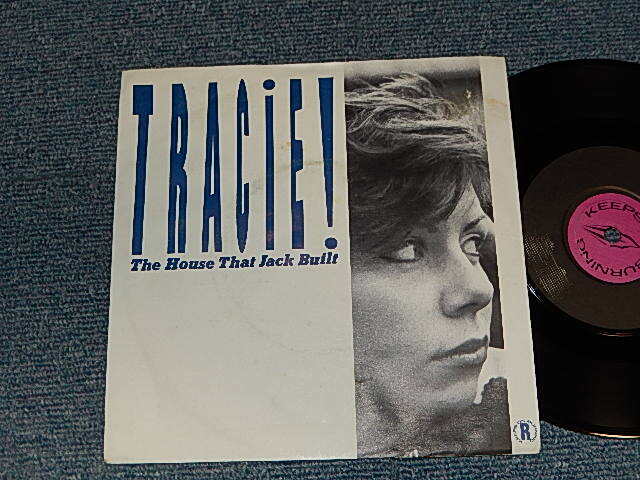 TRACiE!
The House That Jack Built
KEEPS
BURNING
R